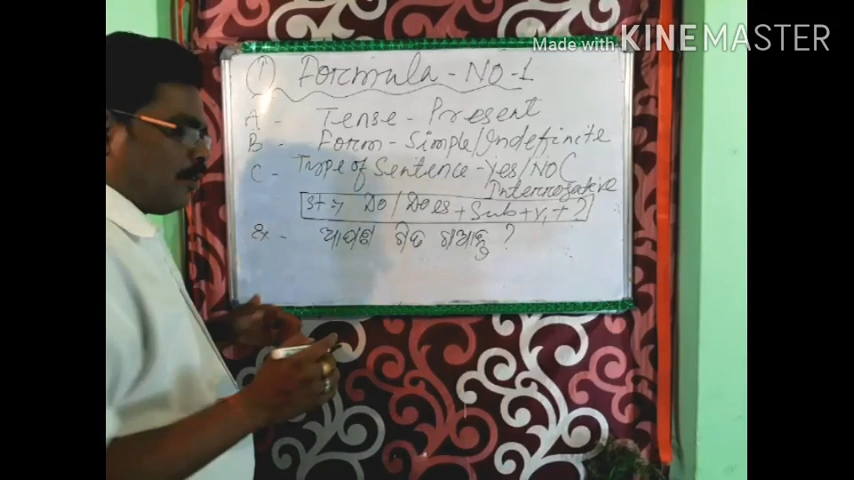 Made with KINEMASTER
① Formula - NO - 1
A - Tense - Present
B - Form - Simple/Indefinite
C - Type of Sentence - Yes/NO
Interrogative
St → Do/Does + Sub + V1 + ?
Ex - ଆପଣ ଗିତ ଗାଆନ୍ତି ?